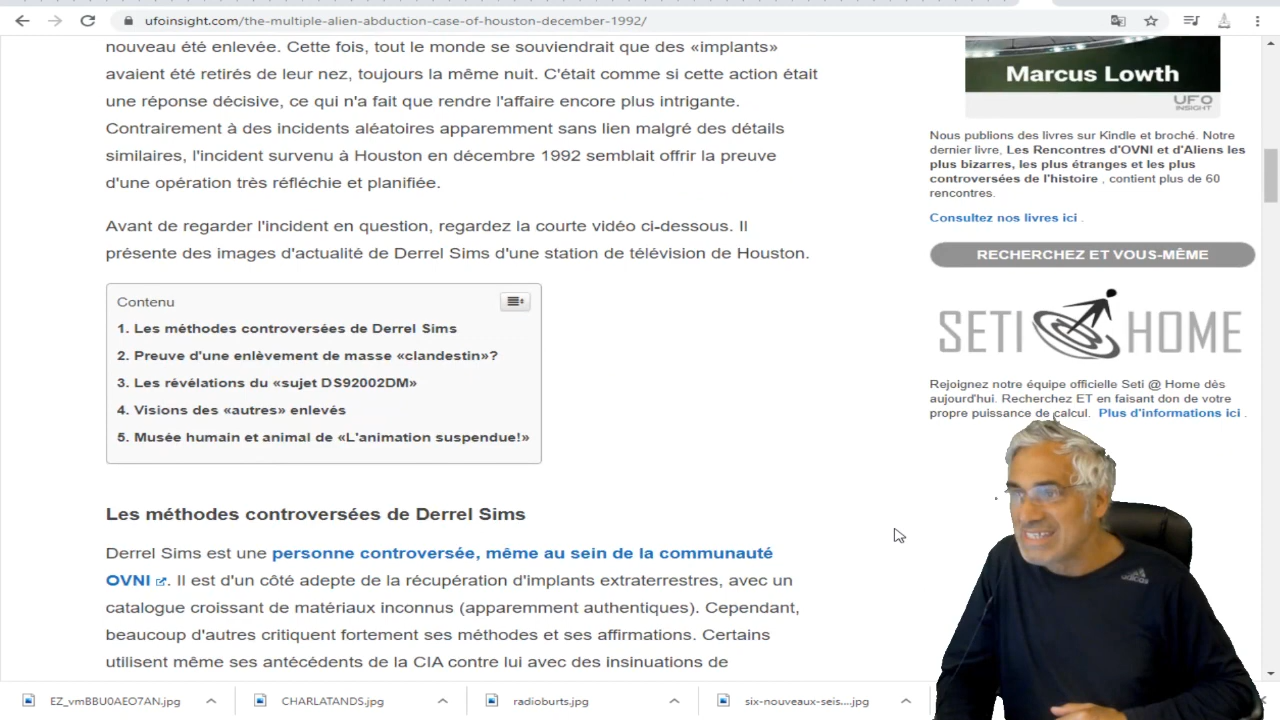 ufoinsight.com/the-multiple-alien-abduction-case-of-houston-december-1992/
nouveau été enlevée. Cette fois, tout le monde se souviendrait que des «implants»
avaient été retirés de leur nez, toujours la même nuit. C'était comme si cette action était
une réponse décisive, ce qui n'a fait que rendre l'affaire encore plus intrigante.
Contrairement à des incidents aléatoires apparemment sans lien malgré des détails
similaires, l'incident survenu à Houston en décembre 1992 semblait offrir la preuve
d'une opération très réfléchie et planifiée.
Avant de regarder l'incident en question, regardez la courte vidéo ci-dessous. Il
présente des images d'actualité de Derrel Sims d'une station de télévision de Houston.
Contenu
1. Les méthodes controversées de Derrel Sims
2. Preuve d'une enlèvement de masse «clandestin»?
3. Les révélations du «sujet DS92002DM»
4. Visions des «autres» enlevés
5. Musée humain et animal de «L'animation suspendue!»
Les méthodes controversées de Derrel Sims
Derrel Sims est une personne controversée, même au sein de la communauté
OVNI . Il est d'un côté adepte de la récupération d'implants extraterrestres, avec un
catalogue croissant de matériaux inconnus (apparemment authentiques). Cependant,
beaucoup d'autres critiquent fortement ses méthodes et ses affirmations. Certains
utilisent même ses antécédents de la CIA contre lui avec des insinuations de
Marcus Lowth
UFO
INSIGHT
Nous publions des livres sur Kindle et broché. Notre
dernier livre, Les Rencontres d'OVNI et d'Aliens les
plus bizarres, les plus étranges et les plus
controversées de l'histoire , contient plus de 60
rencontres.
Consultez nos livres ici .
RECHERCHEZ ET VOUS-MÊME
SETI HOME
Rejoignez notre équipe officielle Seti @ Home dès
aujourd'hui. Recherchez ET en faisant don de votre
propre puissance de calcul. Plus d'informations ici .
adidas
EZ_vmBBU0AEO7AN.jpg
CHARLATANDS.jpg
radioburts.jpg
six-nouveaux-seis....jpg